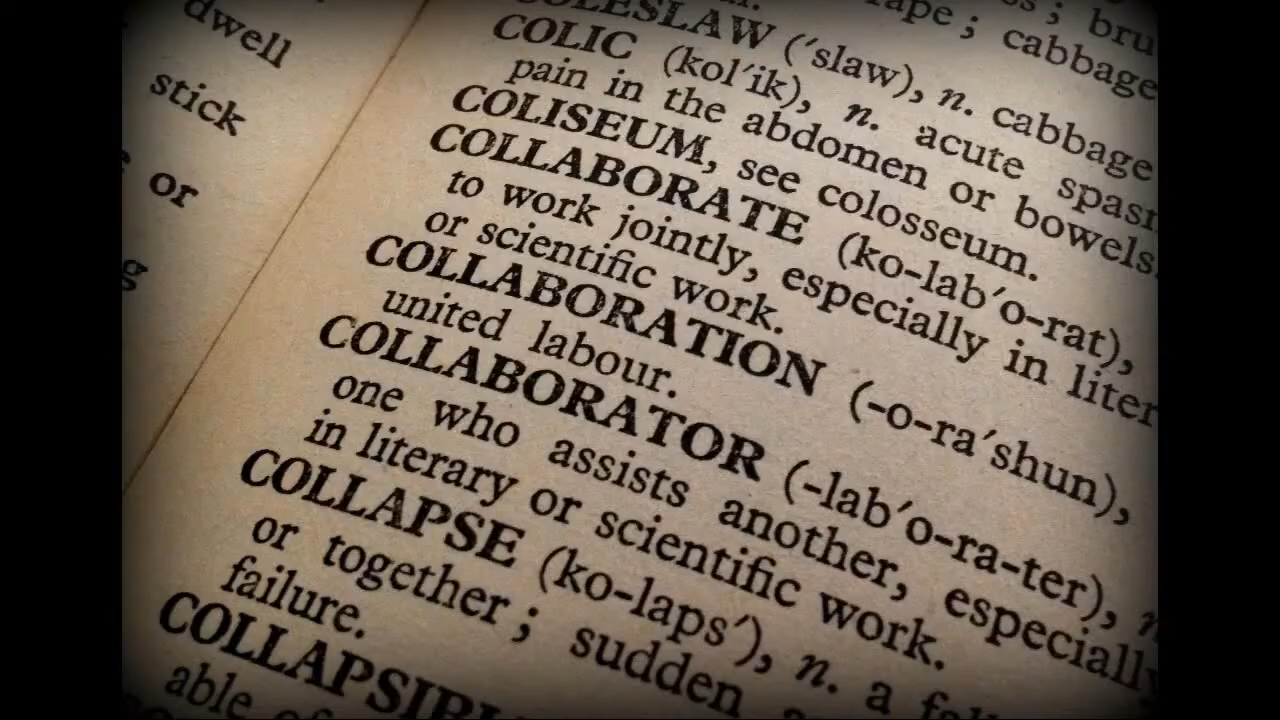 dwell
stick
or
COLESLAW ('slaw), n. cabbage
COLIC (kol'ik), n. acute spasm
pain in the abdomen or bowels.
COLISEUM, see colosseum.
COLLABORATE (ko-lab'o-rat),
to work jointly, especially in liter
or scientific work.
COLLABORATION (-o-ra'shun),
united labour.
COLLABORATOR (-lab'o-ra-ter), n.
one who assists another, especially
in literary or scientific work.
COLLAPSE (ko-laps'), n. a
or together; sudden
failure.
able of